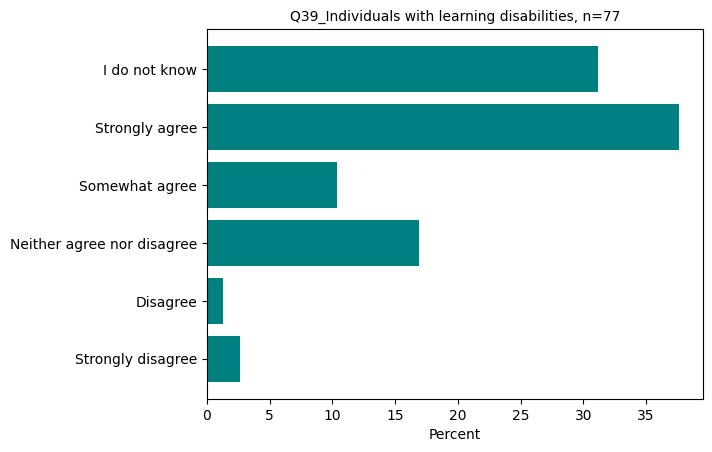 Q39_Individuals with learning disabilities, n=77
I do not know
Strongly agree
Somewhat agree
Neither agree nor disagree
Disagree
Strongly disagree
0 5 10 15 20 25 30 35
Percent